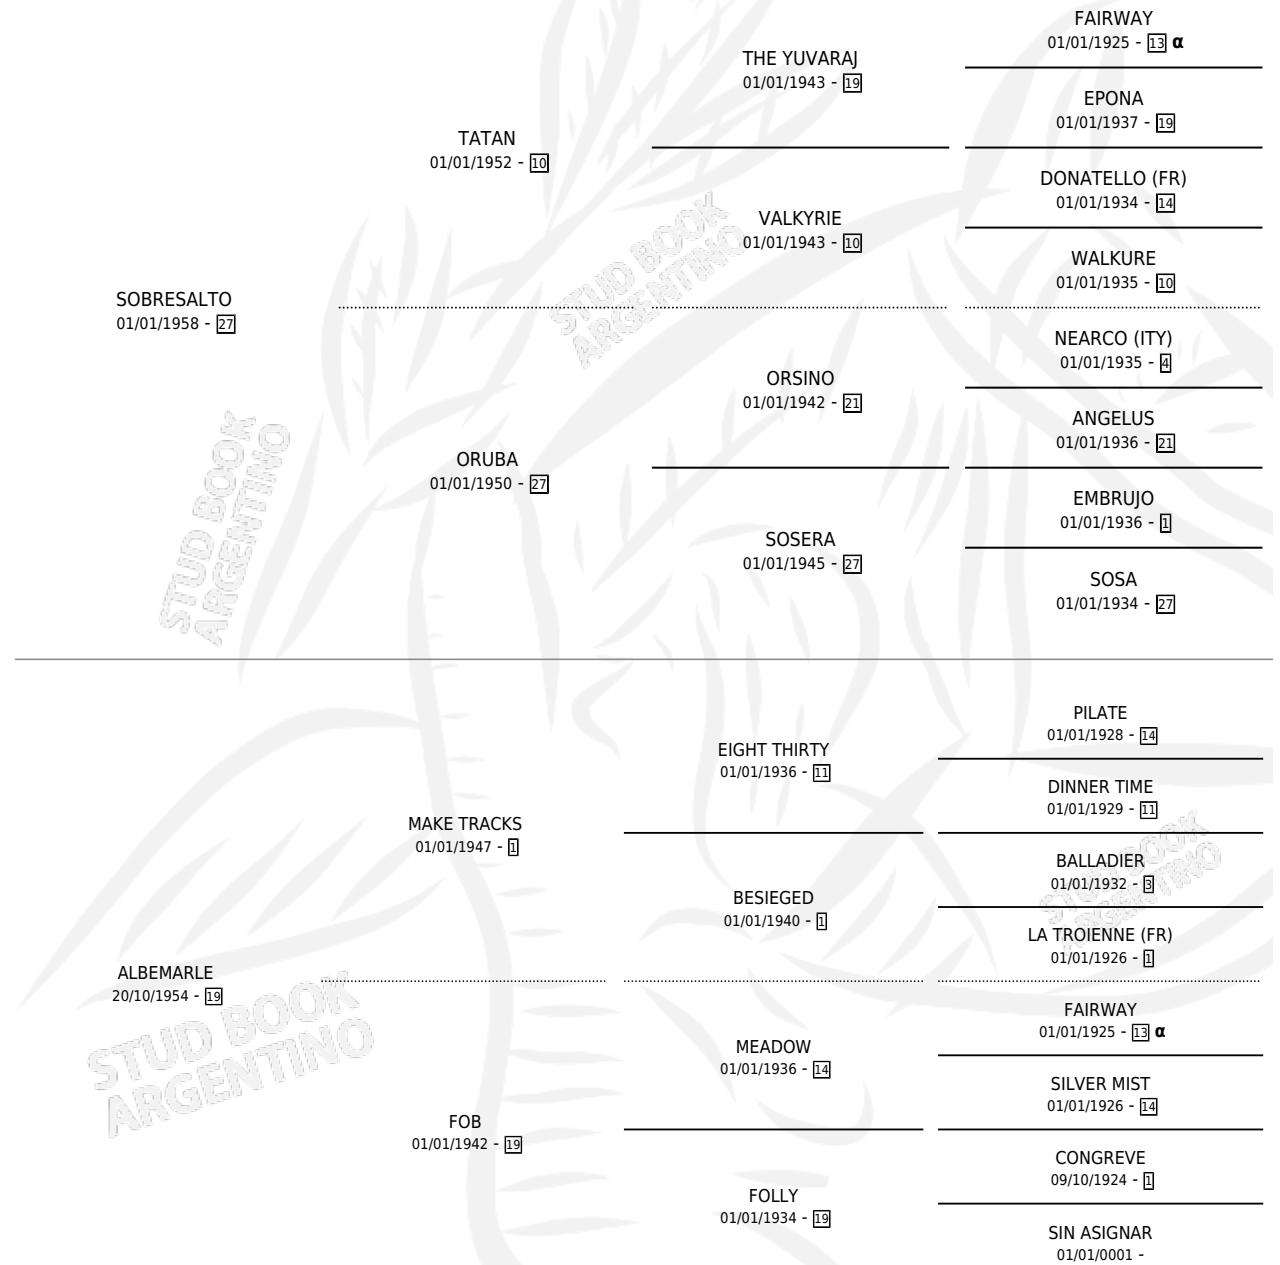 FAIRWAY
01/01/1925 - 13 α
THE YUVARAJ
01/01/1943 - 19
EPONA
01/01/1937 - 19
TATAN
01/01/1952 - 10
DONATELLO (FR)
01/01/1934 - 14
VALKYRIE
01/01/1943 - 10
WALKURE
01/01/1935 - 10
SOBRESALTO
01/01/1958 - 27
NEARCO (ITY)
01/01/1935 - 4
ORSINO
01/01/1942 - 21
ANGELUS
01/01/1936 - 21
ORUBA
01/01/1950 - 27
EMBRUJO
01/01/1936 - 1
SOSERA
01/01/1945 - 27
SOSA
01/01/1934 - 27
PILATE
01/01/1928 - 14
EIGHT THIRTY
01/01/1936 - 11
DINNER TIME
01/01/1929 - 11
MAKE TRACKS
01/01/1947 - 1
BALLADIER
01/01/1932 - 3
BESIEGED
01/01/1940 - 1
LA TROIENNE (FR)
01/01/1926 - 1
ALBEMARLE
20/10/1954 - 19
FAIRWAY
01/01/1925 - 13 α
MEADOW
01/01/1936 - 14
SILVER MIST
01/01/1926 - 14
FOB
01/01/1942 - 19
CONGREVE
09/10/1924 - 1
FOLLY
01/01/1934 - 19
SIN ASIGNAR
01/01/0001 -
STUD BOOK
ARGENTINO
STUD BOOK
ARGENTINO
STUD BOOK
ARGENTINO
STUD BOOK
ARGENTINO